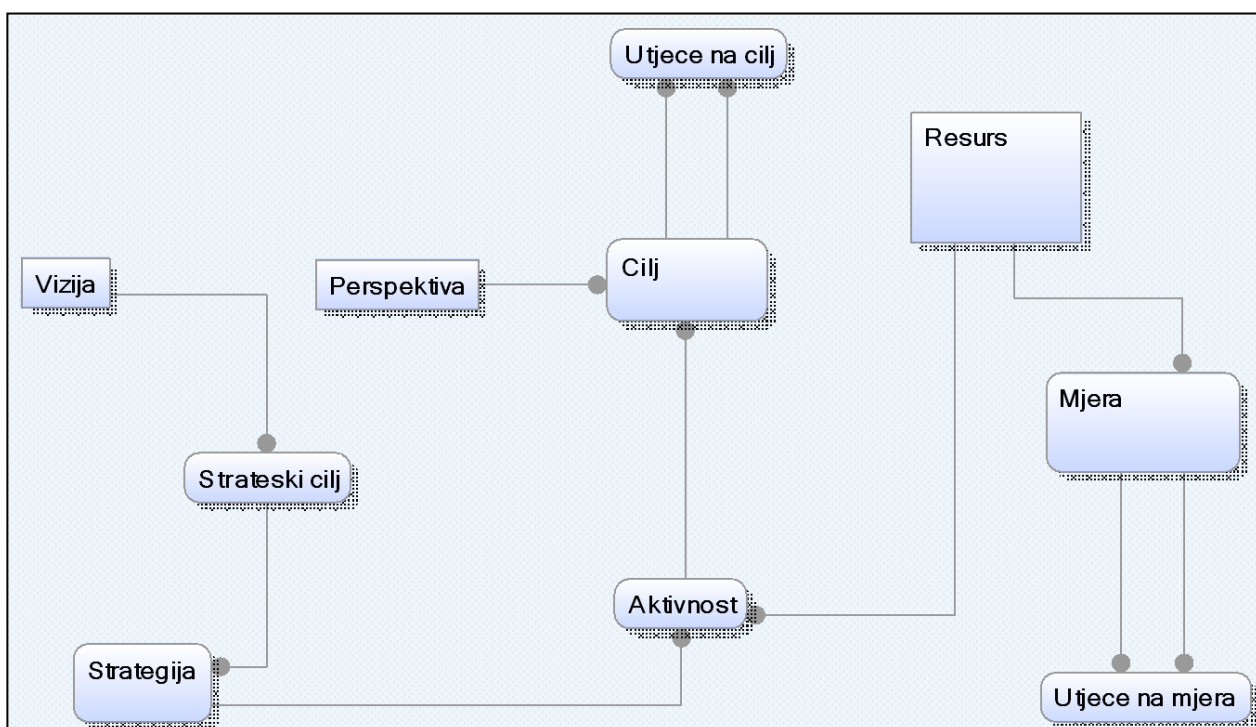 Utjece na cilj
Resurs
Cilj
Vizija
Perspektiva
Mjera
Strateski cilj
Aktivnost
Strategija
Utjece na mjera